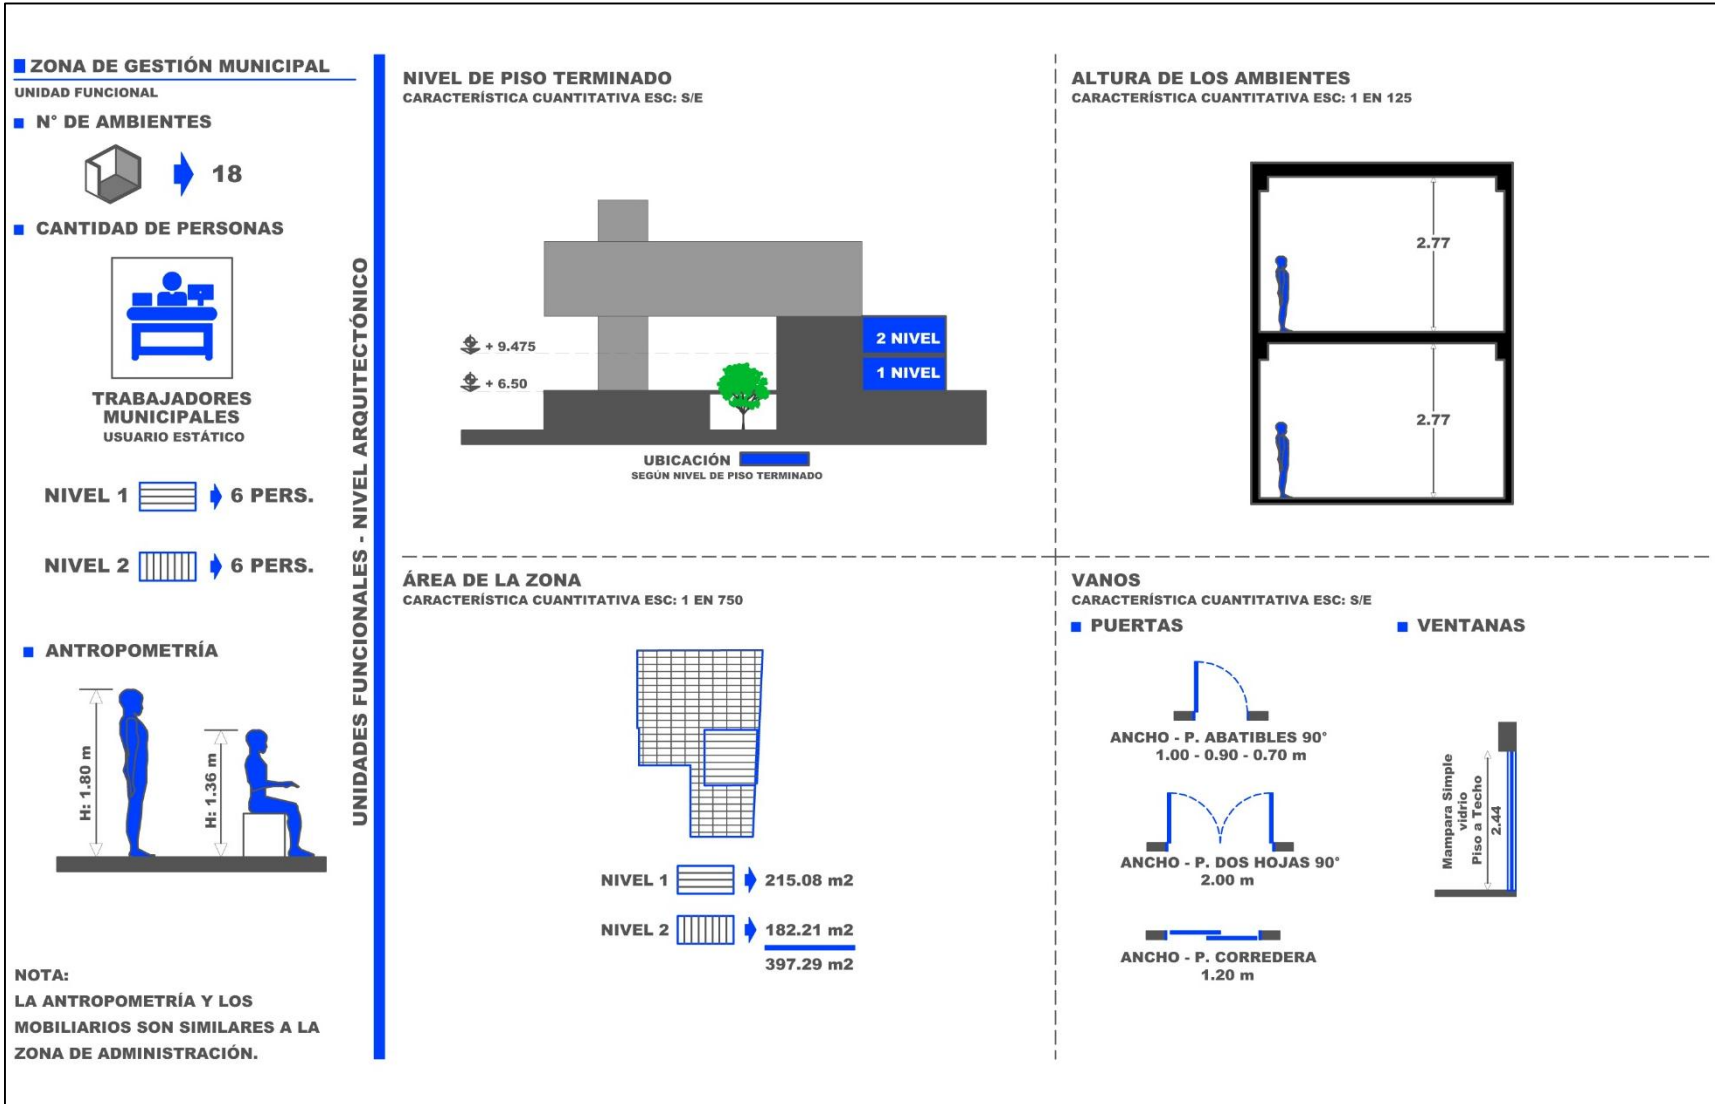 ZONA DE GESTIÓN MUNICIPAL
UNIDAD FUNCIONAL
N° DE AMBIENTES
18
CANTIDAD DE PERSONAS
TRABAJADORES
MUNICIPALES
USUARIO ESTÁTICO
NIVEL 1 6 PERS.
NIVEL 2 6 PERS.
ANTROPOMETRÍA
H: 1.80 m
H: 1.36 m
NOTA:
LA ANTROPOMETRÍA Y LOS
MOBILIARIOS SON SIMILARES A LA
ZONA DE ADMINISTRACIÓN.
UNIDADES FUNCIONALES - NIVEL ARQUITECTÓNICO
NIVEL DE PISO TERMINADO
CARACTERÍSTICA CUANTITATIVA ESC: S/E
+ 9.475
+ 6.50
2 NIVEL
1 NIVEL
UBICACIÓN
SEGÚN NIVEL DE PISO TERMINADO
ALTURA DE LOS AMBIENTES
CARACTERÍSTICA CUANTITATIVA ESC: 1 EN 125
2.77
2.77
ÁREA DE LA ZONA
CARACTERÍSTICA CUANTITATIVA ESC: 1 EN 750
NIVEL 1 215.08 m2
NIVEL 2 182.21 m2
397.29 m2
VANOS
CARACTERÍSTICA CUANTITATIVA ESC: S/E
PUERTAS
ANCHO - P. ABATIBLES 90°
1.00 - 0.90 - 0.70 m
ANCHO - P. DOS HOJAS 90°
2.00 m
ANCHO - P. CORREDERA
1.20 m
VENTANAS
Mampara Simple
vidrio
Piso a Techo
2.44